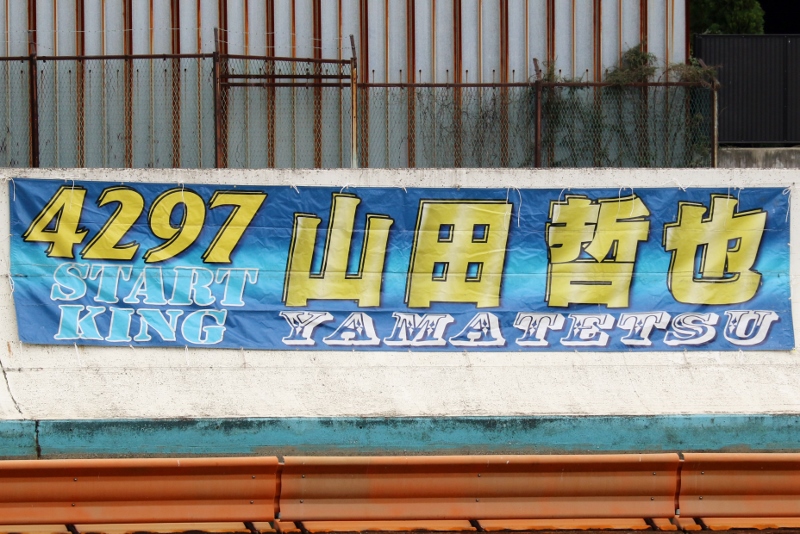 4297
START
KING
山田哲也
YAMATETSU